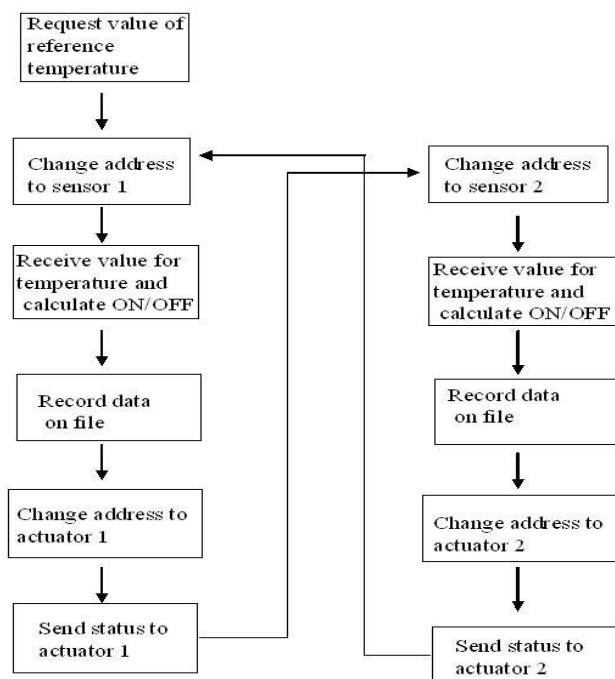 Request value of
reference
temperature
Change address
to sensor 1
Receive value for
temperature and
calculate ON/OFF
Record data
on file
Change address to
actuator 1
Send status to
actuator 1
Change address
to sensor 2
Receive value for
temperature and
calculate ON/OFF
Record data
on file
Change address to
actuator 2
Send status to
actuator 2